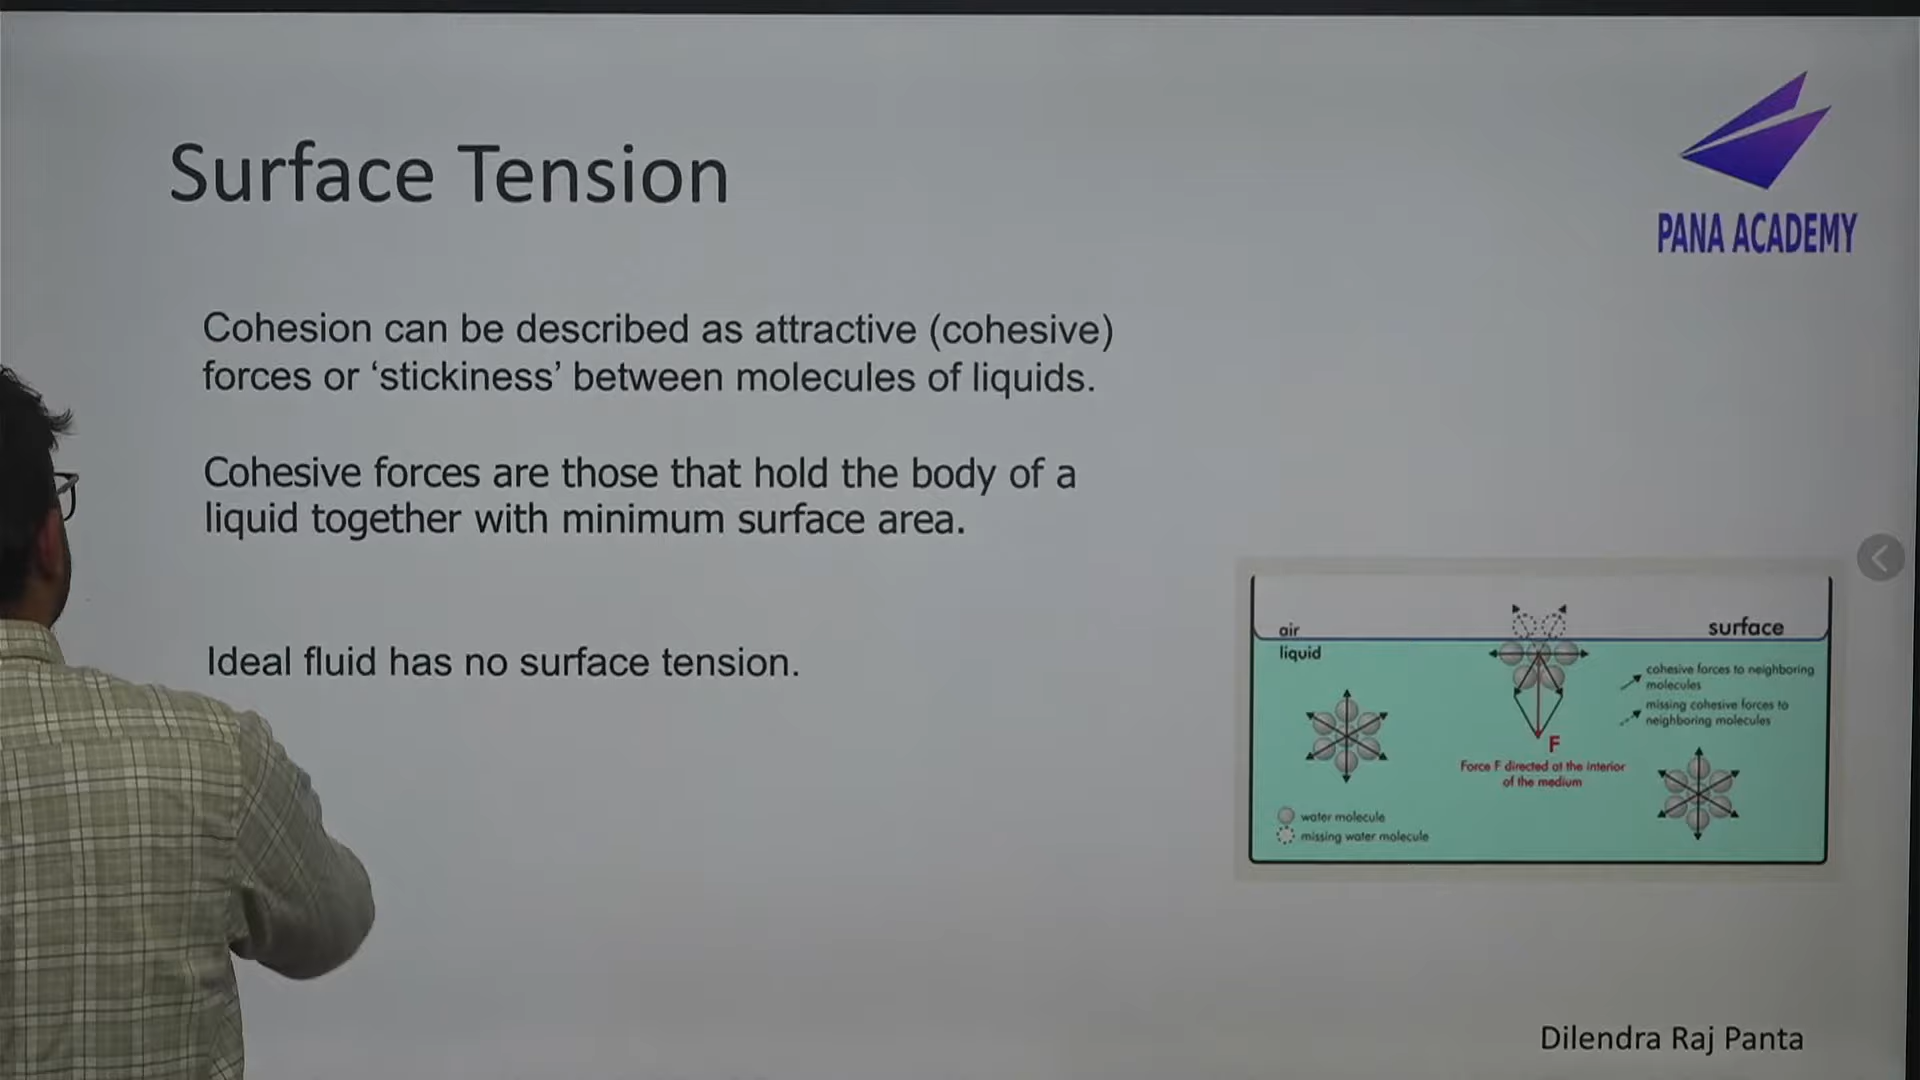 Surface Tension
PANA ACADEMY
Cohesion can be described as attractive (cohesive)
forces or ‘stickiness’ between molecules of liquids.
Cohesive forces are those that hold the body of a
liquid together with minimum surface area.
Ideal fluid has no surface tension.
air
surface
liquid
cohesive forces to neighboring
molecules
missing cohesive forces to
neighboring molecules
F
Force F directed at the interior
of the medium
water molecule
missing water molecule
Dilendra Raj Panta